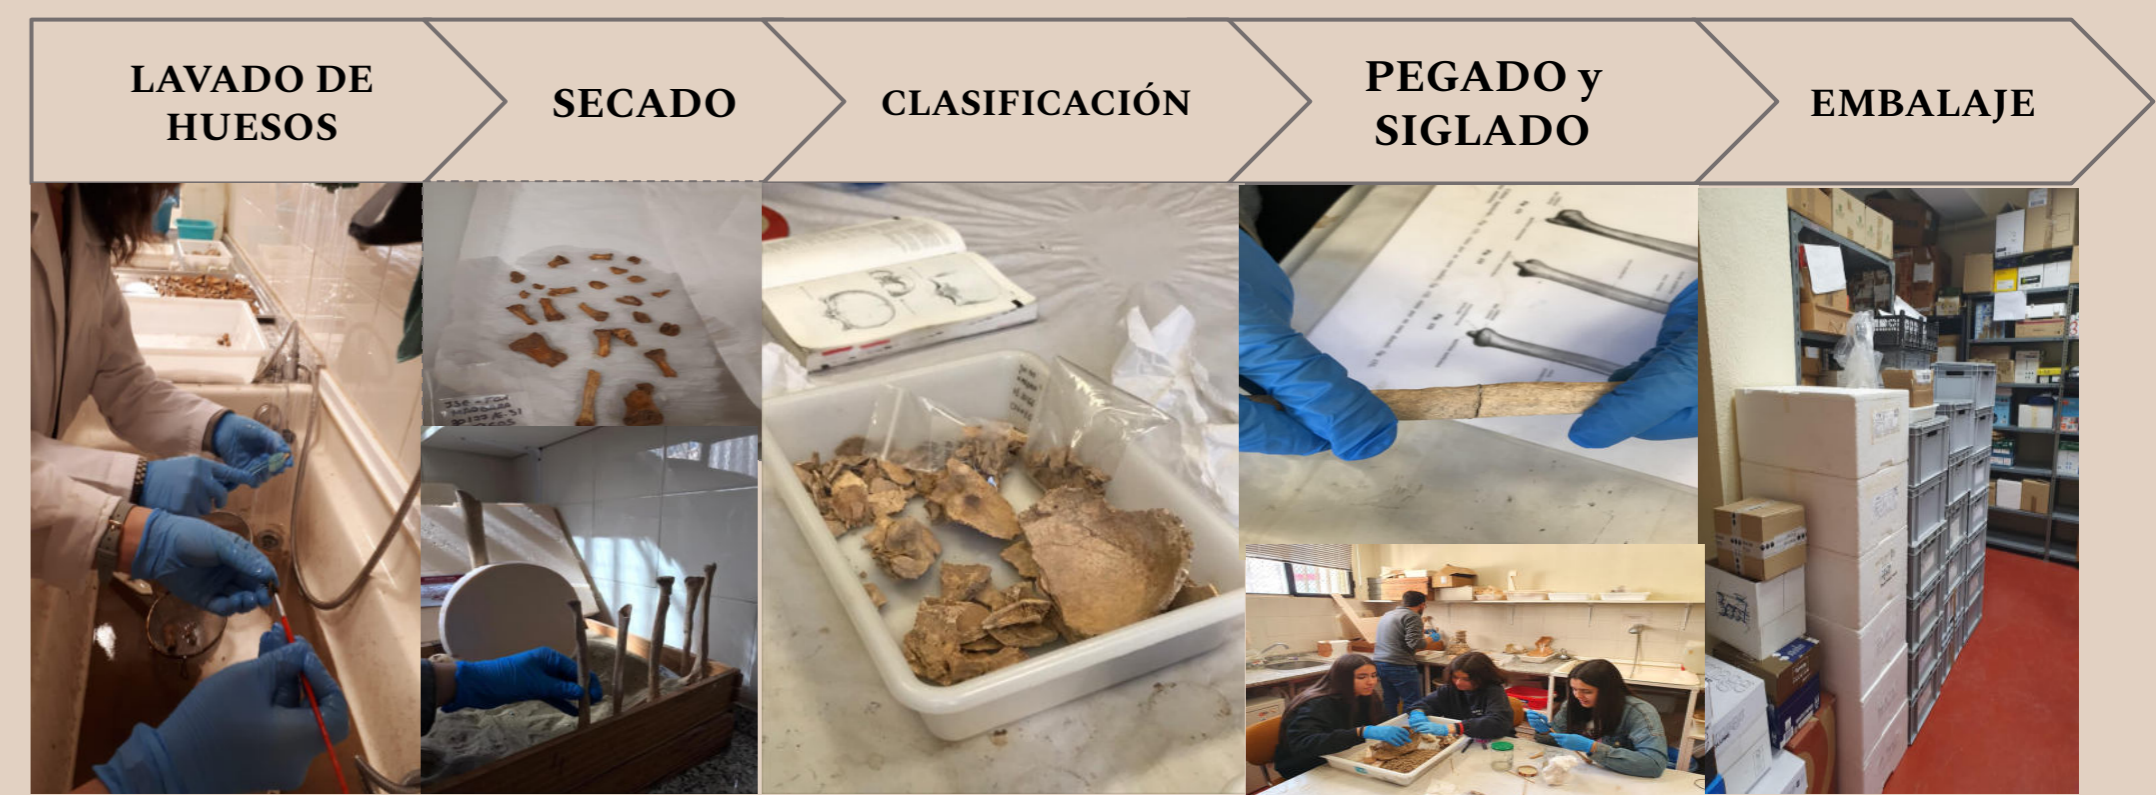 LAVADO DE
HUESOS
SECADO
CLASIFICACIÓN
PEGADO y
SIGLADO
EMBALAJE